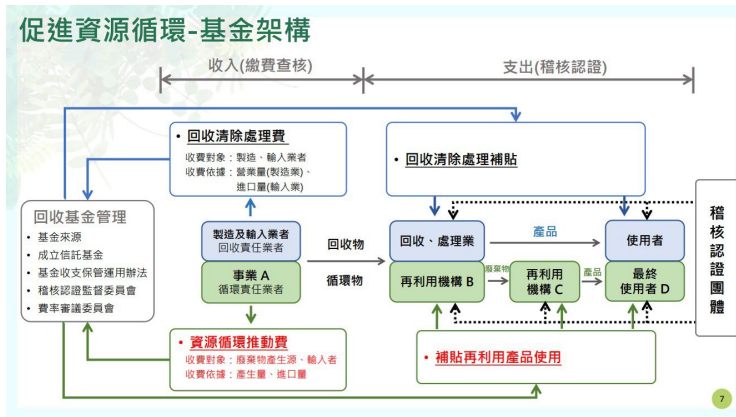 促進資源循環-基金架構
收入(繳費查核)
支出(稽核認證)
• 回收清除處理費
收費對象：製造、輸入業者
收費依據：營業量(製造業)、
進口量(輸入業)
• 回收清除處理補貼
回收基金管理
• 基金來源
• 成立信託基金
• 基金收支保管運用辦法
• 稽核認證監督委員會
• 費率審議委員會
製造及輸入業者
回收責任業者
事業 A
循環責任業者
回收物
循環物
回收、處理業
產品
使用者
再利用機構 B
廢棄物
再利用
機構 C
產品
最終
使用者 D
稽核認證團體
• 資源循環推動費
收費對象：廢棄物產生源、輸入者
收費依據：產生量、進口量
• 補貼再利用產品使用
7